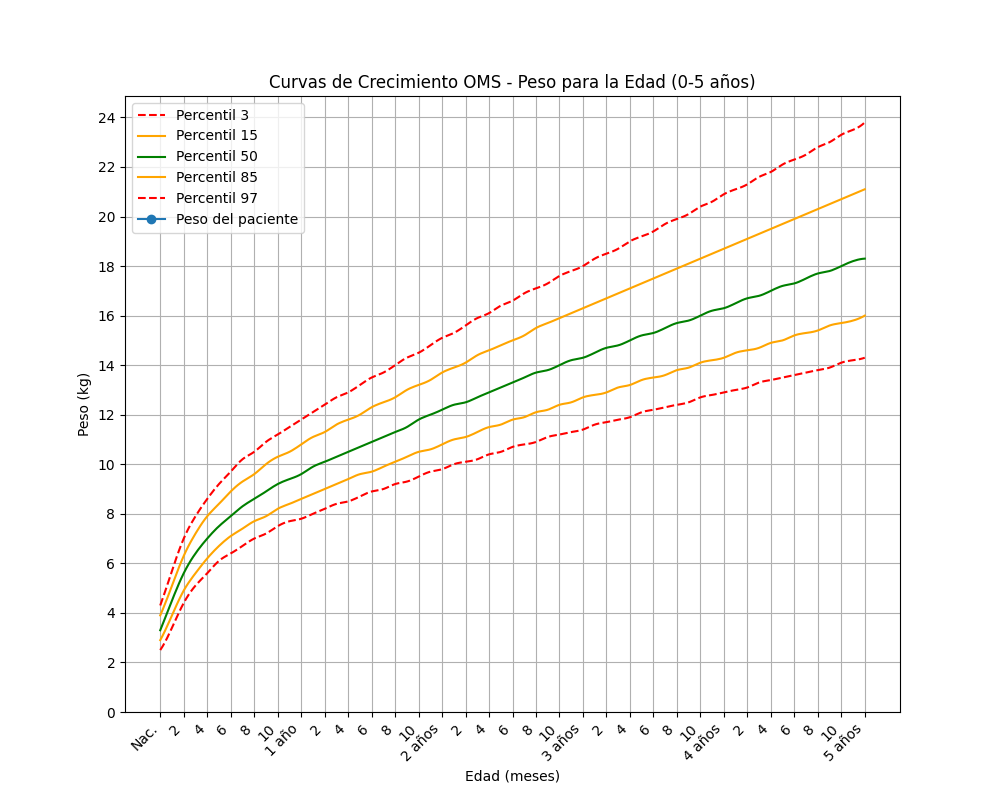 Curvas de Crecimiento OMS - Peso para la Edad (0-5 años)
Percentil 3
Percentil 15
Percentil 50
Percentil 85
Percentil 97
Peso del paciente
Peso (kg)
24
22
20
18
16
14
12
10
8
6
4
2
0
Nac.
2
4
6
8
10
1 año
2
4
6
8
10
2 años
2
4
6
8
10
3 años
2
4
6
8
10
4 años
2
4
6
8
10
5 años
Edad (meses)